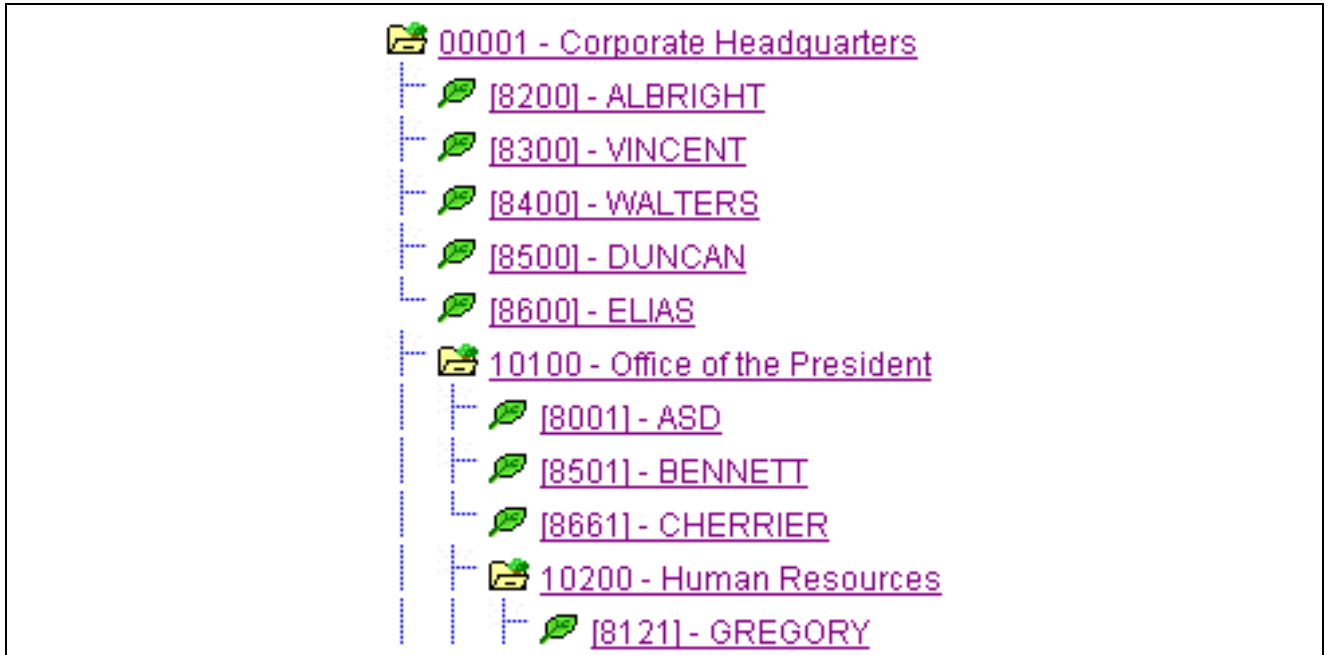 00001 - Corporate Headquarters
[8200] - ALBRIGHT
[8300] - VINCENT
[8400] - WALTERS
[8500] - DUNCAN
[8600] - ELIAS
10100 - Office of the President
[8001] - ASD
[8501] - BENNETT
[8661] - CHERRIER
10200 - Human Resources
[8121] - GREGORY